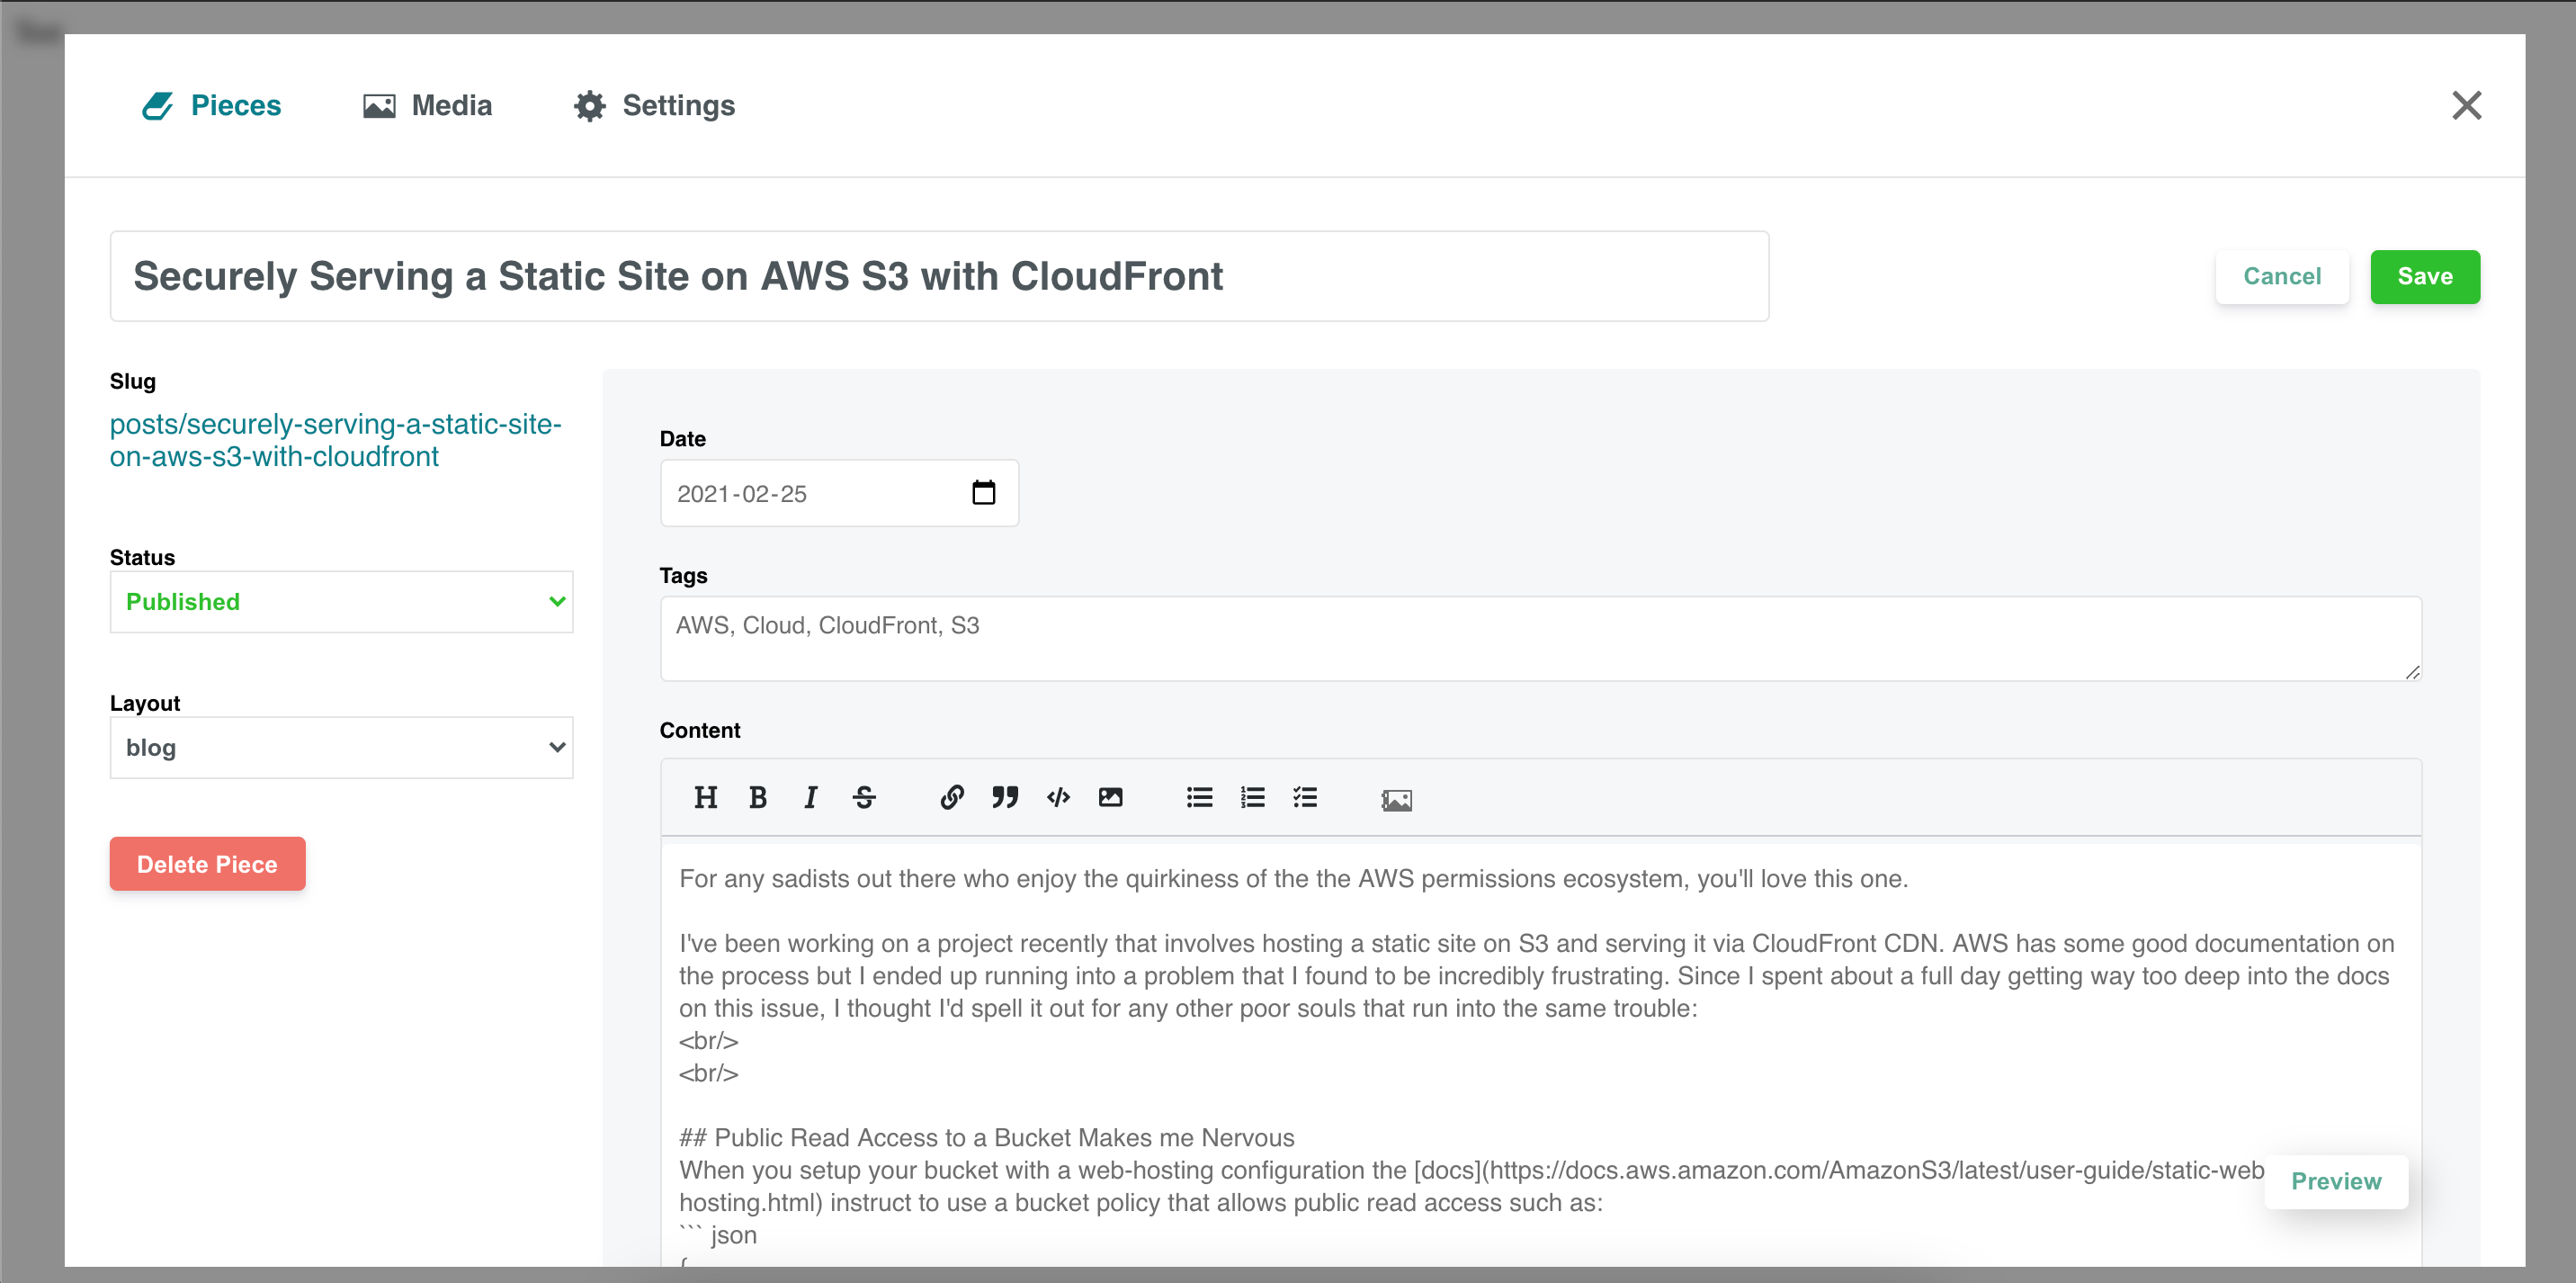 Pieces
Media
Settings
Securely Serving a Static Site on AWS S3 with CloudFront
Cancel
Save
Slug
posts/securely-serving-a-static-site-
on-aws-s3-with-cloudfront
Status
Published
Layout
blog
Delete Piece
Date
2021-02-25
Tags
AWS, Cloud, CloudFront, S3
Content
For any sadists out there who enjoy the quirkiness of the the AWS permissions ecosystem, you'll love this one.
I've been working on a project recently that involves hosting a static site on S3 and serving it via CloudFront CDN. AWS has some good documentation on
the process but I ended up running into a problem that I found to be incredibly frustrating. Since I spent about a full day getting way too deep into the docs
on this issue, I thought I'd spell it out for any other poor souls that run into the same trouble:
<br/>
<br/>
## Public Read Access to a Bucket Makes me Nervous
When you setup your bucket with a web-hosting configuration the [docs](https://docs.aws.amazon.com/AmazonS3/latest/user-guide/static-web
hosting.html) instruct to use a bucket policy that allows public read access such as:
``` json
{
Preview